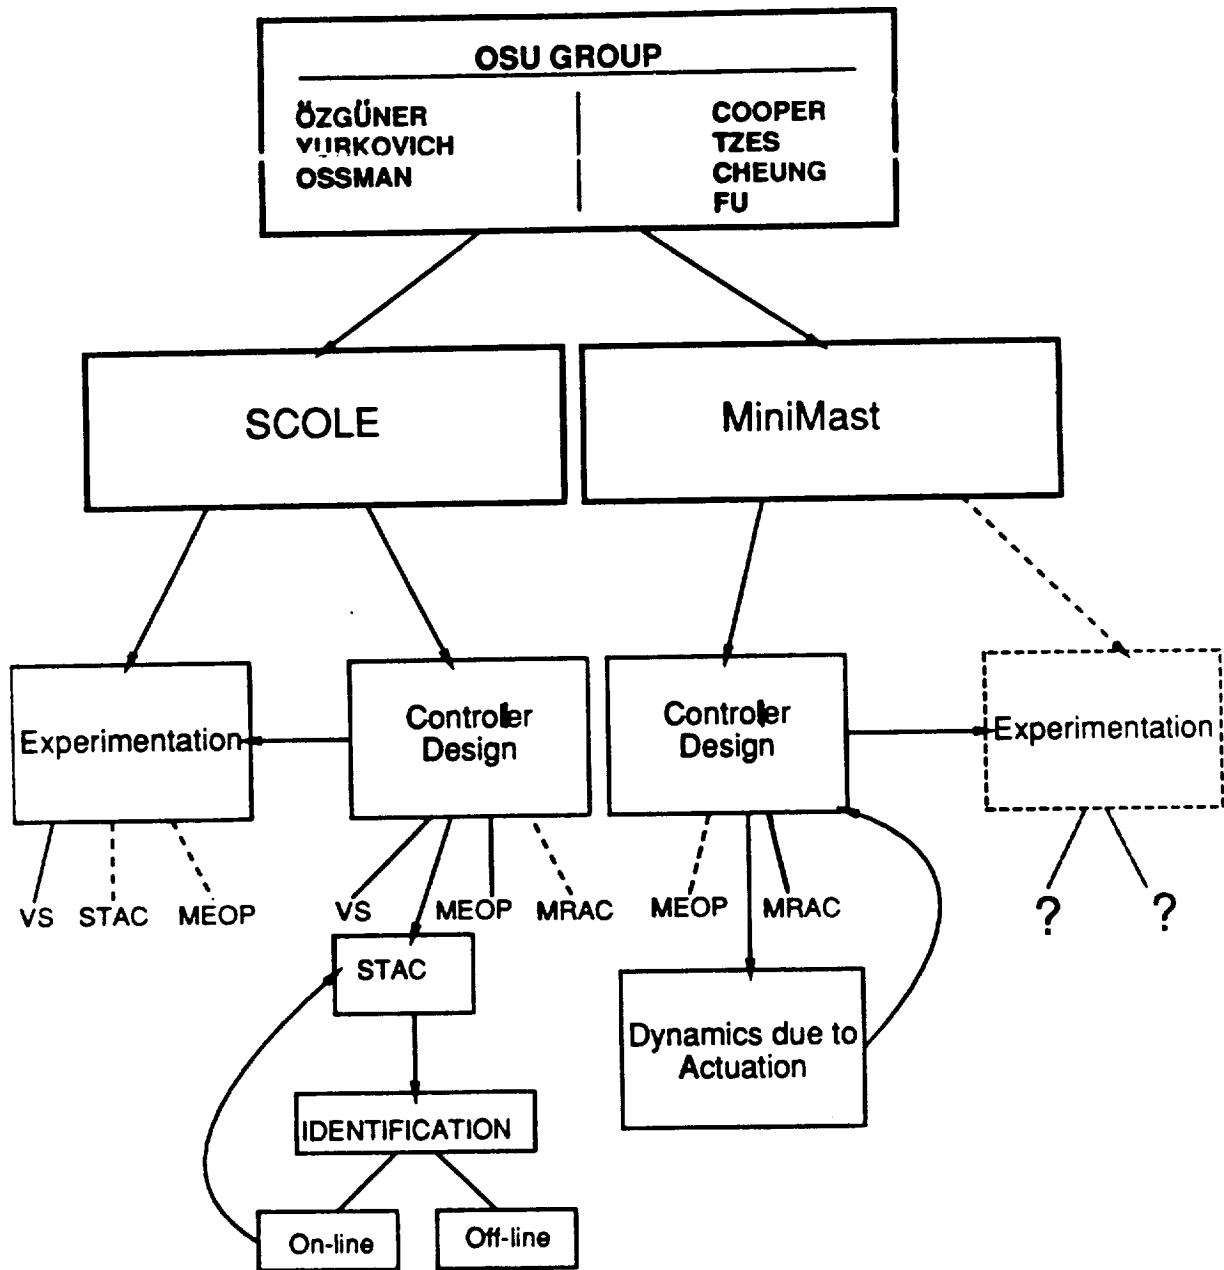 OSU GROUP
ÖZGÜNER
YURKOVICH
OSSMAN
COOPER
TZES
CHEUNG
FU
SCOLE
MiniMast
Experimentation
Controller
Design
Controller
Design
Experimentation
VS
STAC
MEOP
VS
MEOP
MRAC
MEOP
MRAC
?
?
STAC
Dynamics due to
Actuation
IDENTIFICATION
On-line
Off-line